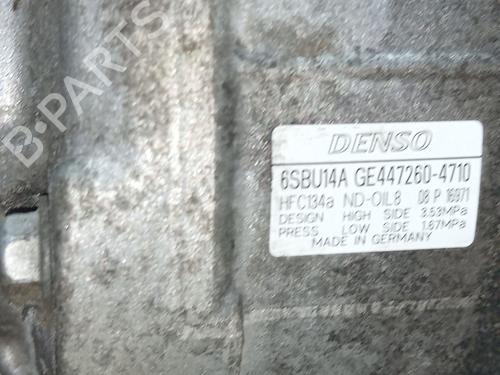 B-PARTS
DENSO
6SBU14A GE447260-4710
HFC134a ND-OIL8 08 P 16971
DESIGN HIGH SIDE 3.53MPa
PRESS LOW SIDE 1.67MPa
MADE IN GERMANY